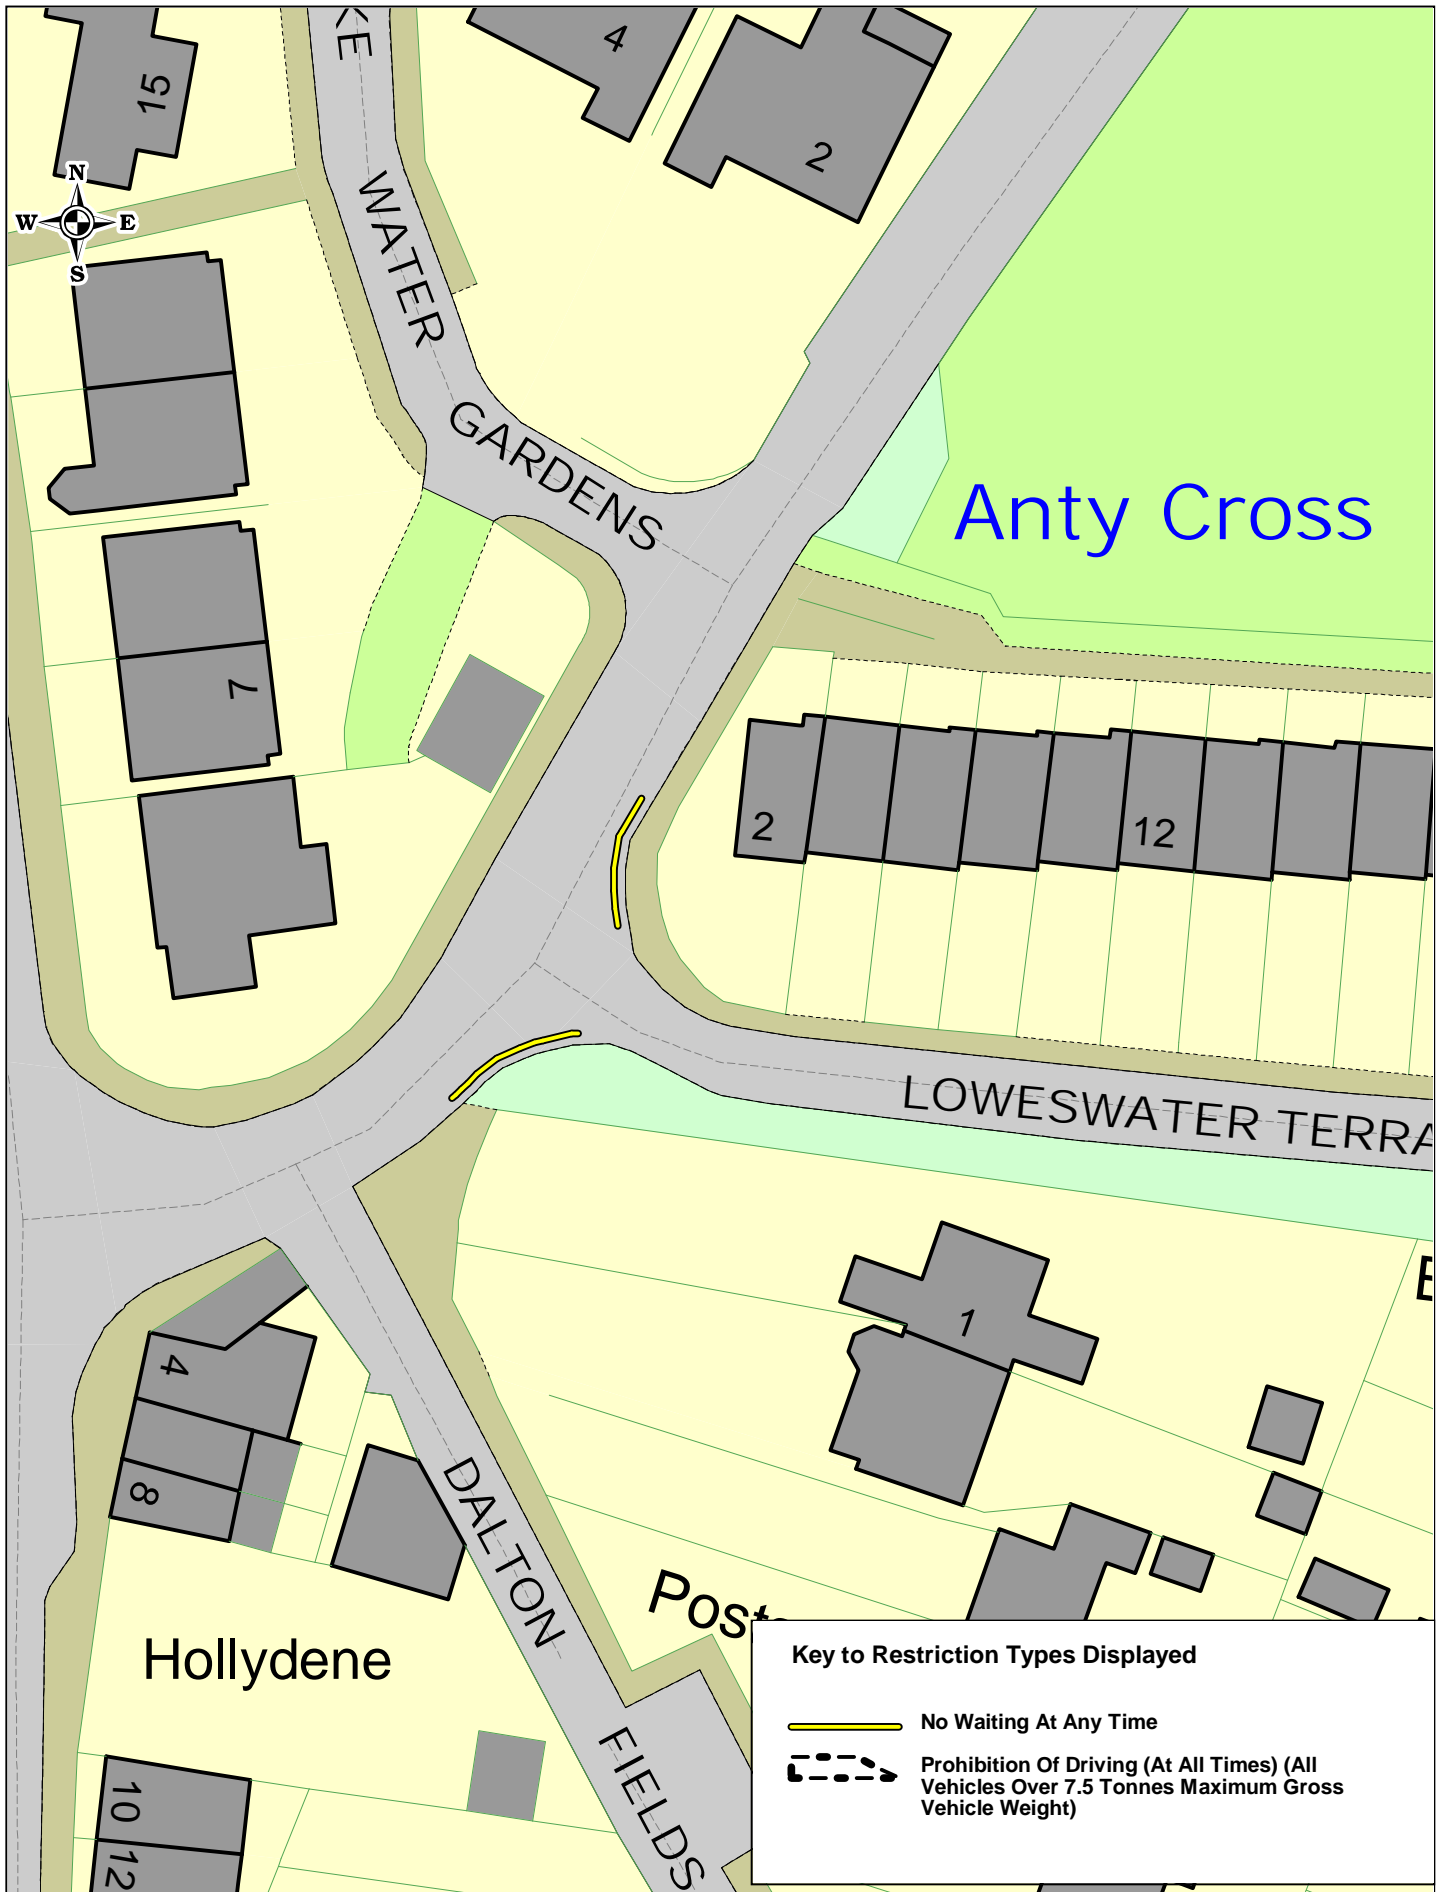 KE
4
15
2
WATER
N
W E
S
GARDENS
Anty Cross
7
2
12
LOWESWATER TERRA
1
4
8
DALTON
Hollydene
10
12
FIELDS
Key to Restriction Types Displayed
No Waiting At Any Time
Prohibition Of Driving (At All Times) (All
Vehicles Over 7.5 Tonnes Maximum Gross
Vehicle Weight)